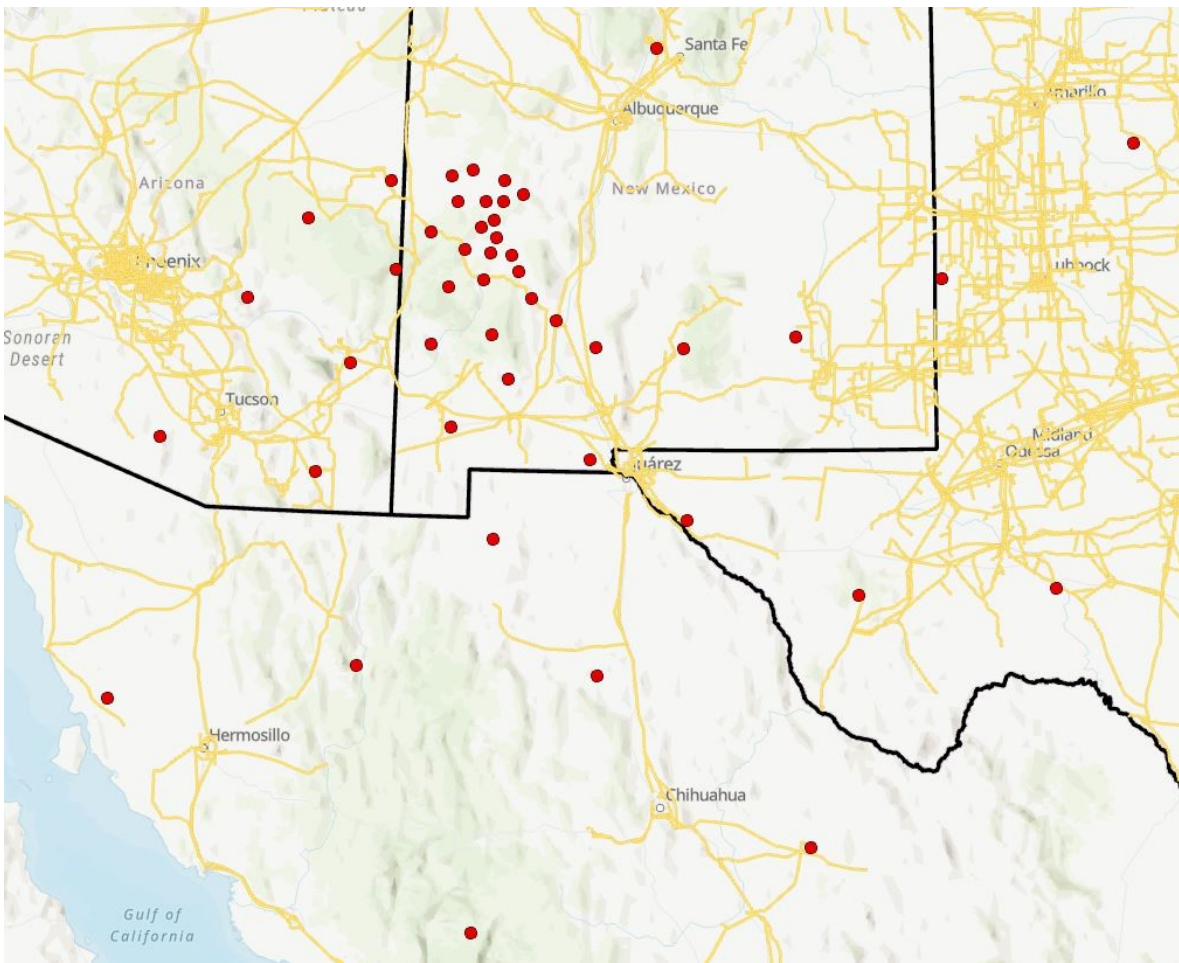 Santa Fe
Amarillo
Albuquerque
Arizona
New Mexico
Phoenix
Lubbock
Sonoran
Desert
Tucson
Midland
Odessa
Juárez
Hermosillo
Chihuahua
Gulf of
California